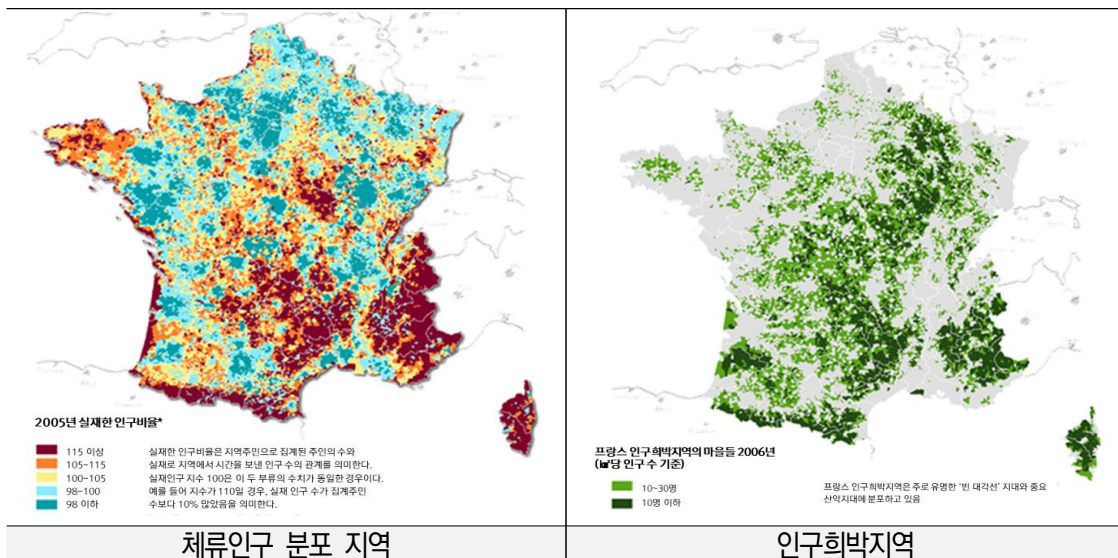 2005년 실재한 인구비율*
115 이상
105-115
100-105
98-100
98 이하
실재한 인구비율은 지역주민으로 집계된 주인의 수와
실재로 지역에서 시간을 보낸 인구 수의 관계를 의미한다.
실재인구 지수 100은 이 두 부류의 수치가 동일한 경우이다.
예를 들어 지수가 110일 경우, 실재 인구 수가 집계주민
수보다 10% 많았음을 의미한다.
체류인구 분포 지역
프랑스 인구희박지역의 마을들 2006년
(㎢당 인구 수 기준)
10~30명
10명 이하
프랑스 인구희박지역은 주로 유명한 ‘빈 대각선’ 지대와 중요
산악지대에 분포하고 있음
인구희박지역